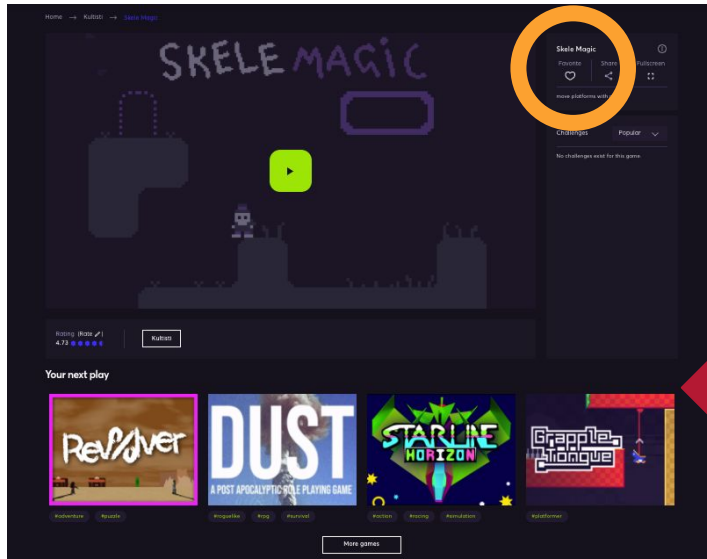 Home → Kultisti → Skele Magic
SKELE MAGIC
Skele Magic
Favorite Share Fullscreen
move platforms with
Challenges Popular
No challenges exist for this game.
Rating (Rate)
4.73
Kultisti
Your next play
Revolver
DUST
A POST APOCALYPTIC ROLE PLAYING GAME
STARLINE
HORIZON
Grapple
Tongue
#adventure #puzzle
#roguelike #rpg #survival
#action #racing #simulation
#platformer
More games